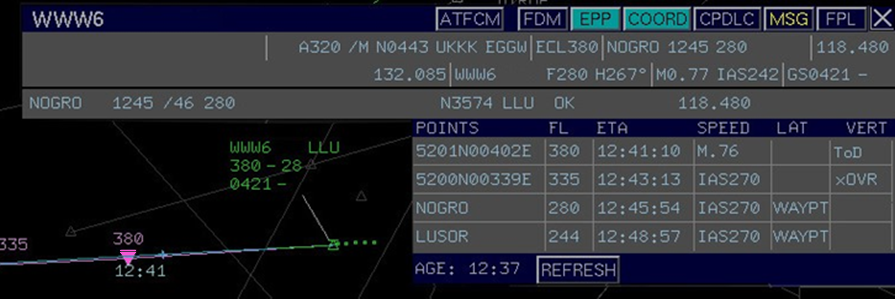 WWW6 ATFCM FDM EPP COORD CPDLC MSG FPL X
A320 /M N0443 UKKK EGGW ECL380 NOGRO 1245 280 118.480
132.085 WWW6 F280 H267° M0.77 IAS242 GS0421 -
NOGRO 1245 /46 280 N3574 LLU OK 118.480
POINTS FL ETA SPEED LAT VERT
5201N00402E 380 12:41:10 M.76 ToD
5200N00339E 335 12:43:13 IAS270 xOVR
NOGRO 280 12:45:54 IAS270 WAYPT
LUSOR 244 12:48:57 IAS270 WAYPT
AGE: 12:37 REFRESH
WWW6 LLU
380 - 28
0421 -
335 380
12:41